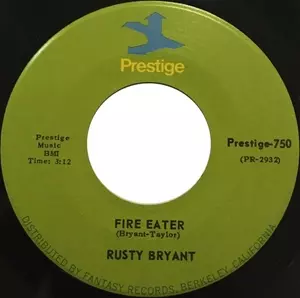 Prestige
Prestige
Music
BMI
Time: 3:12
Prestige-750
(PR-2932)
FIRE EATER
(Bryant-Taylor)
RUSTY BRYANT
DISTRIBUTED BY FANTASY RECORDS, BERKELEY, CALIFORNIA